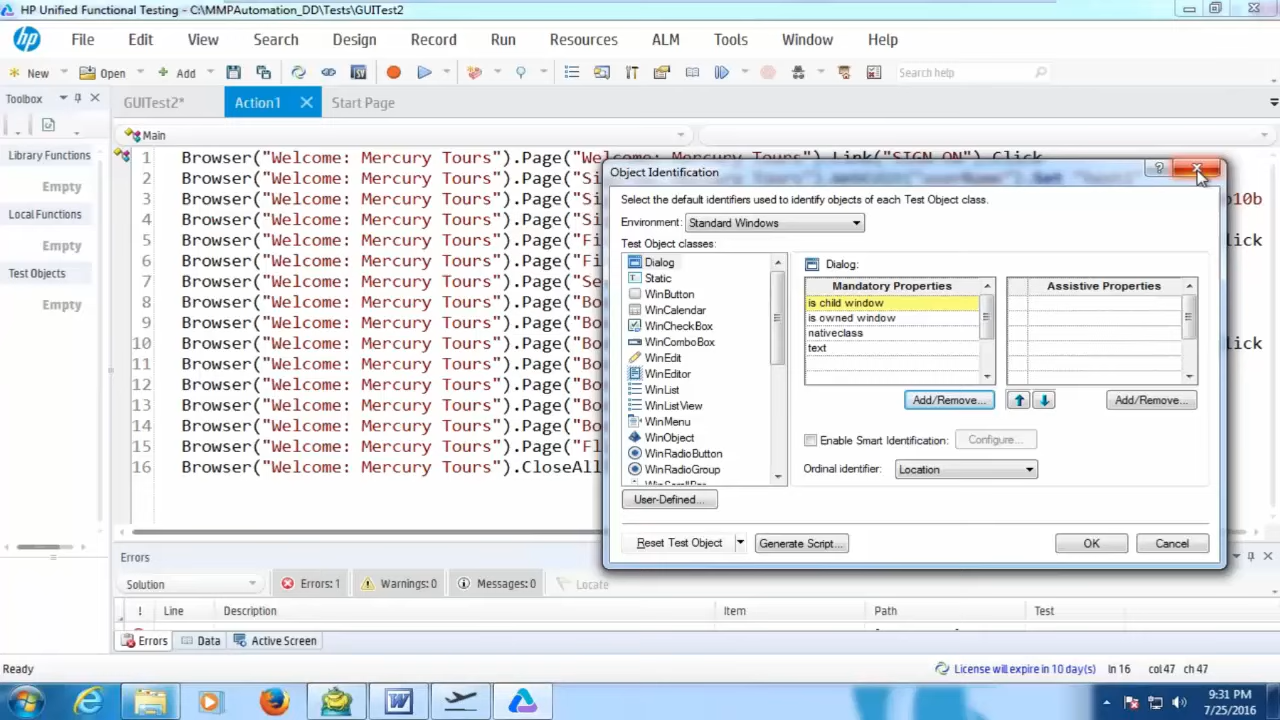 HP Unified Functional Testing - C:\MMPAutomation_DD\Tests\GUITest2
hp File Edit View Search Design Record Run Resources ALM Tools Window Help
New Open Add Search help
Toolbox GUITest2* Action1 Start Page
Main
Library Functions
Empty
Local Functions
Empty
Test Objects
Empty
1 Browser("Welcome: Mercury Tours").Page("Welcome: Mercury Tours").Link("SIGN ON").Click
2 Browser("Welcome: Mercury Tours").Page("Si
3 Browser("Welcome: Mercury Tours").Page("Si p10b
4 Browser("Welcome: Mercury Tours").Page("Si
5 Browser("Welcome: Mercury Tours").Page("Fi lick
6 Browser("Welcome: Mercury Tours").Page("Fi
7 Browser("Welcome: Mercury Tours").Page("Se
8 Browser("Welcome: Mercury Tours").Page("Bo
9 Browser("Welcome: Mercury Tours").Page("Bo
10 Browser("Welcome: Mercury Tours").Page("Bo lick
11 Browser("Welcome: Mercury Tours").Page("Bo
12 Browser("Welcome: Mercury Tours").Page("Bo
13 Browser("Welcome: Mercury Tours").Page("Bo
14 Browser("Welcome: Mercury Tours").Page("Bo
15 Browser("Welcome: Mercury Tours").Page("Fl
16 Browser("Welcome: Mercury Tours").CloseAll
Object Identification
Select the default identifiers used to identify objects of each Test Object class.
Environment: Standard Windows
Test Object classes:
Dialog
Static
WinButton
WinCalendar
WinCheckBox
WinComboBox
WinEdit
WinEditor
WinList
WinListView
WinMenu
WinObject
WinRadioButton
WinRadioGroup
WinScrollBar
User-Defined...
Dialog:
Mandatory Properties
is child window
is owned window
nativeclass
text
Add/Remove...
Assistive Properties
Add/Remove...
Enable Smart Identification: Configure...
Ordinal identifier: Location
Reset Test Object Generate Script... OK Cancel
Errors
Solution Errors: 1 Warnings: 0 Messages: 0 Locate
! Line Description Item Path Test
Errors Data Active Screen
Ready License will expire in 10 day(s) ln 16 col 47 ch 47
9:31 PM
7/25/2016